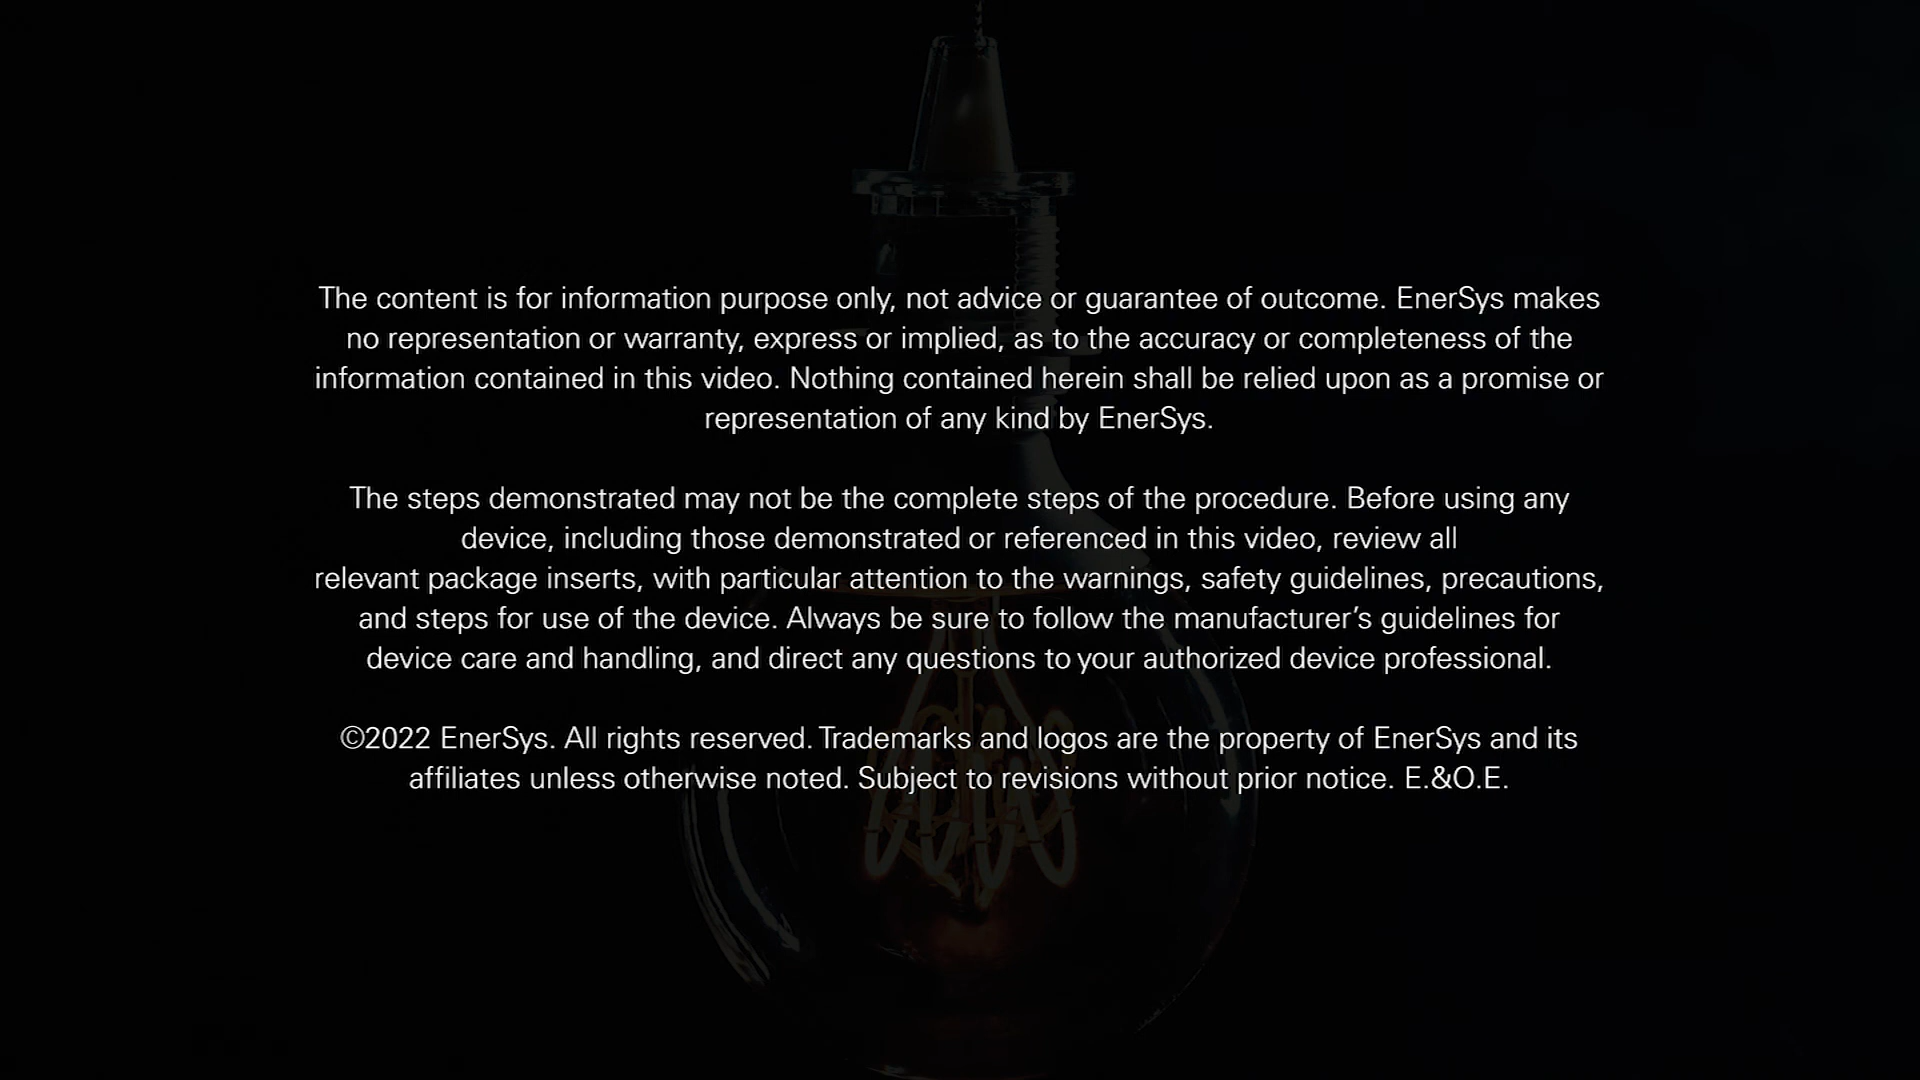 The content is for information purpose only, not advice or guarantee of outcome. EnerSys makes
no representation or warranty, express or implied, as to the accuracy or completeness of the
information contained in this video. Nothing contained herein shall be relied upon as a promise or
representation of any kind by EnerSys.
The steps demonstrated may not be the complete steps of the procedure. Before using any
device, including those demonstrated or referenced in this video, review all
relevant package inserts, with particular attention to the warnings, safety guidelines, precautions,
and steps for use of the device. Always be sure to follow the manufacturer’s guidelines for
device care and handling, and direct any questions to your authorized device professional.
©2022 EnerSys. All rights reserved. Trademarks and logos are the property of EnerSys and its
affiliates unless otherwise noted. Subject to revisions without prior notice. E.&O.E.